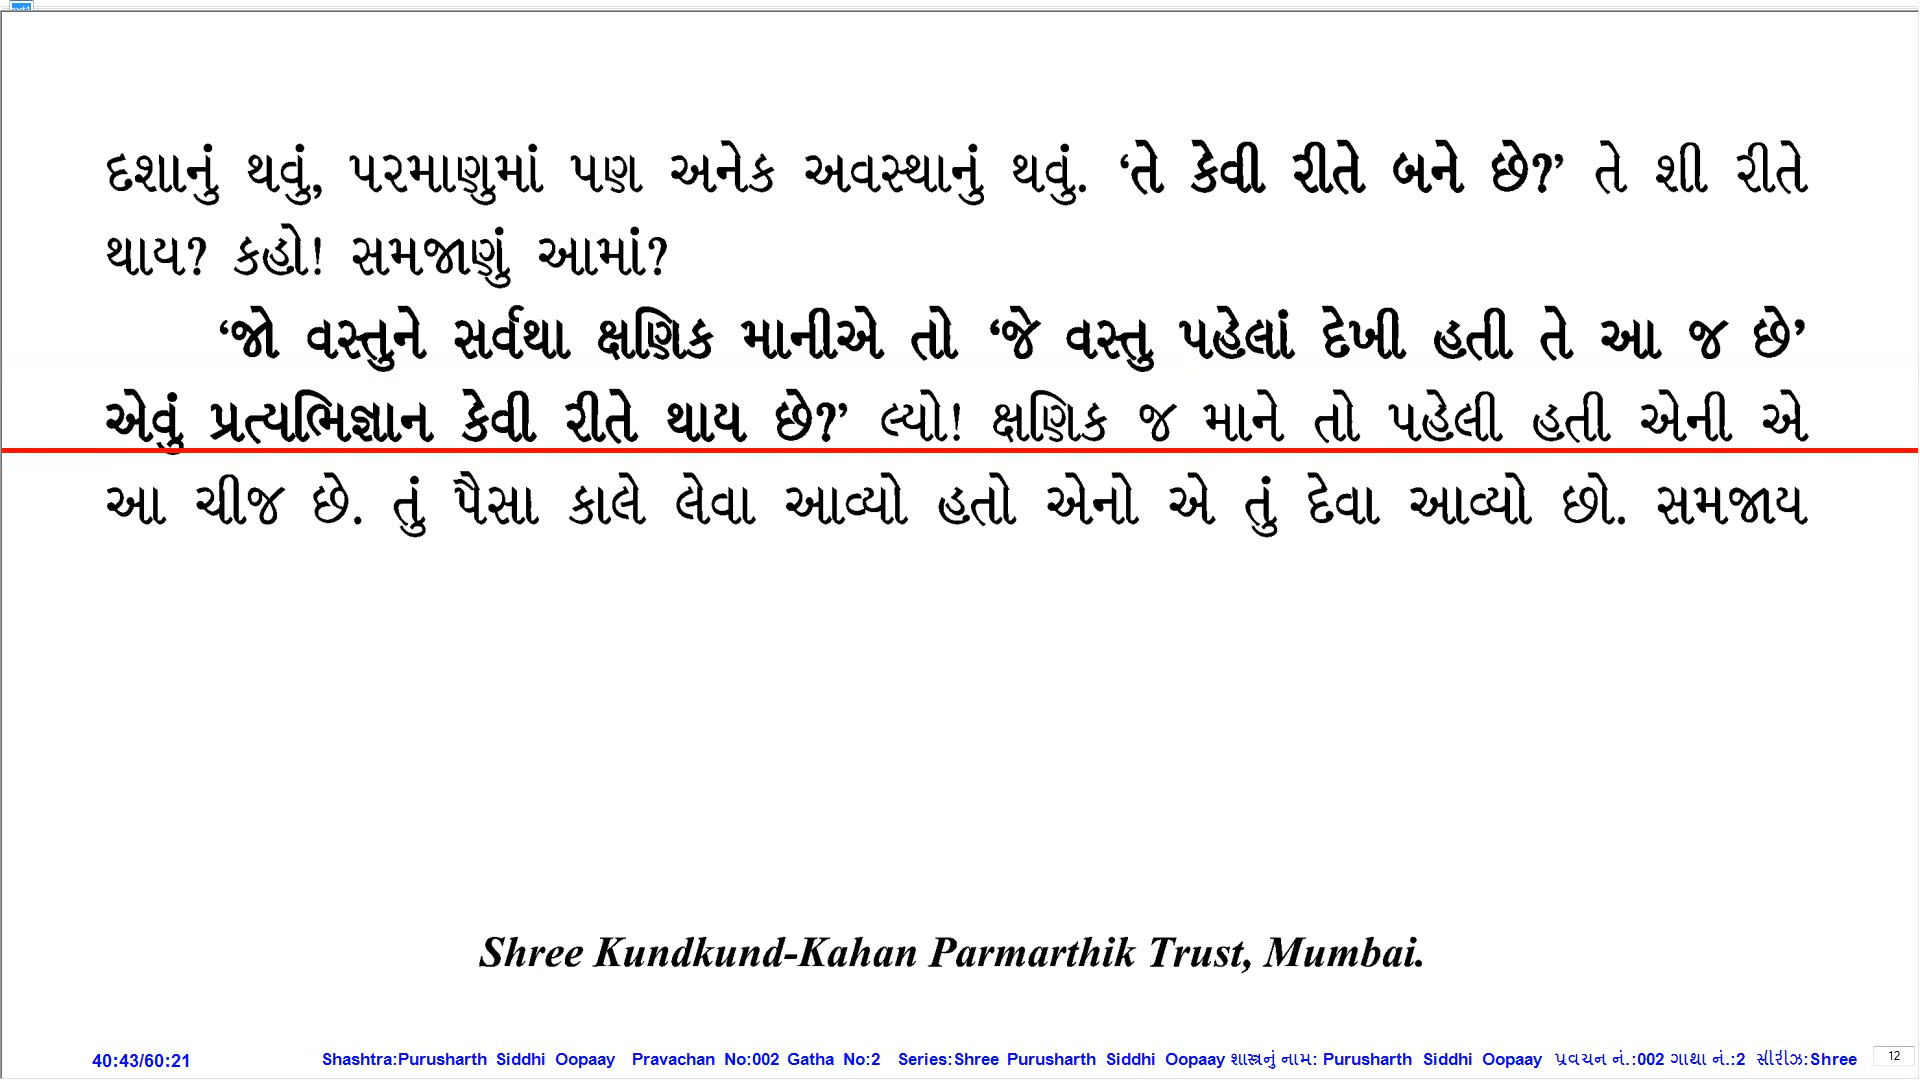 દશાનું થવું, પરમાણુમાં પણ અનેક અવસ્થાનું થવું. ‘તે કેવી રીતે બને છે?’ તે શી રીતે
થાય? કહો! સમજાણું આમાં?
‘જો વસ્તુને સર્વથા ક્ષણિક માનીએ તો ‘જે વસ્તુ પહેલાં દેખી હતી તે આ જ છે’
એવું પ્રત્યભિજ્ઞાન કેવી રીતે થાય છે?’ લ્યો! ક્ષણિક જ માને તો પહેલી હતી એની એ
આ ચીજ છે. તું પૈસા કાલે લેવા આવ્યો હતો એનો એ તું દેવા આવ્યો છો. સમજાય
Shree Kundkund-Kahan Parmarthik Trust, Mumbai.
40:43/60:21 Shashtra:Purusharth Siddhi Oopaay Pravachan No:002 Gatha No:2 Series:Shree Purusharth Siddhi Oopaay શાસ્ત્રનું નામ: Purusharth Siddhi Oopaay પ્રવચન નં.:002 ગાથા નં.:2 સીરીઝ:Shree 12